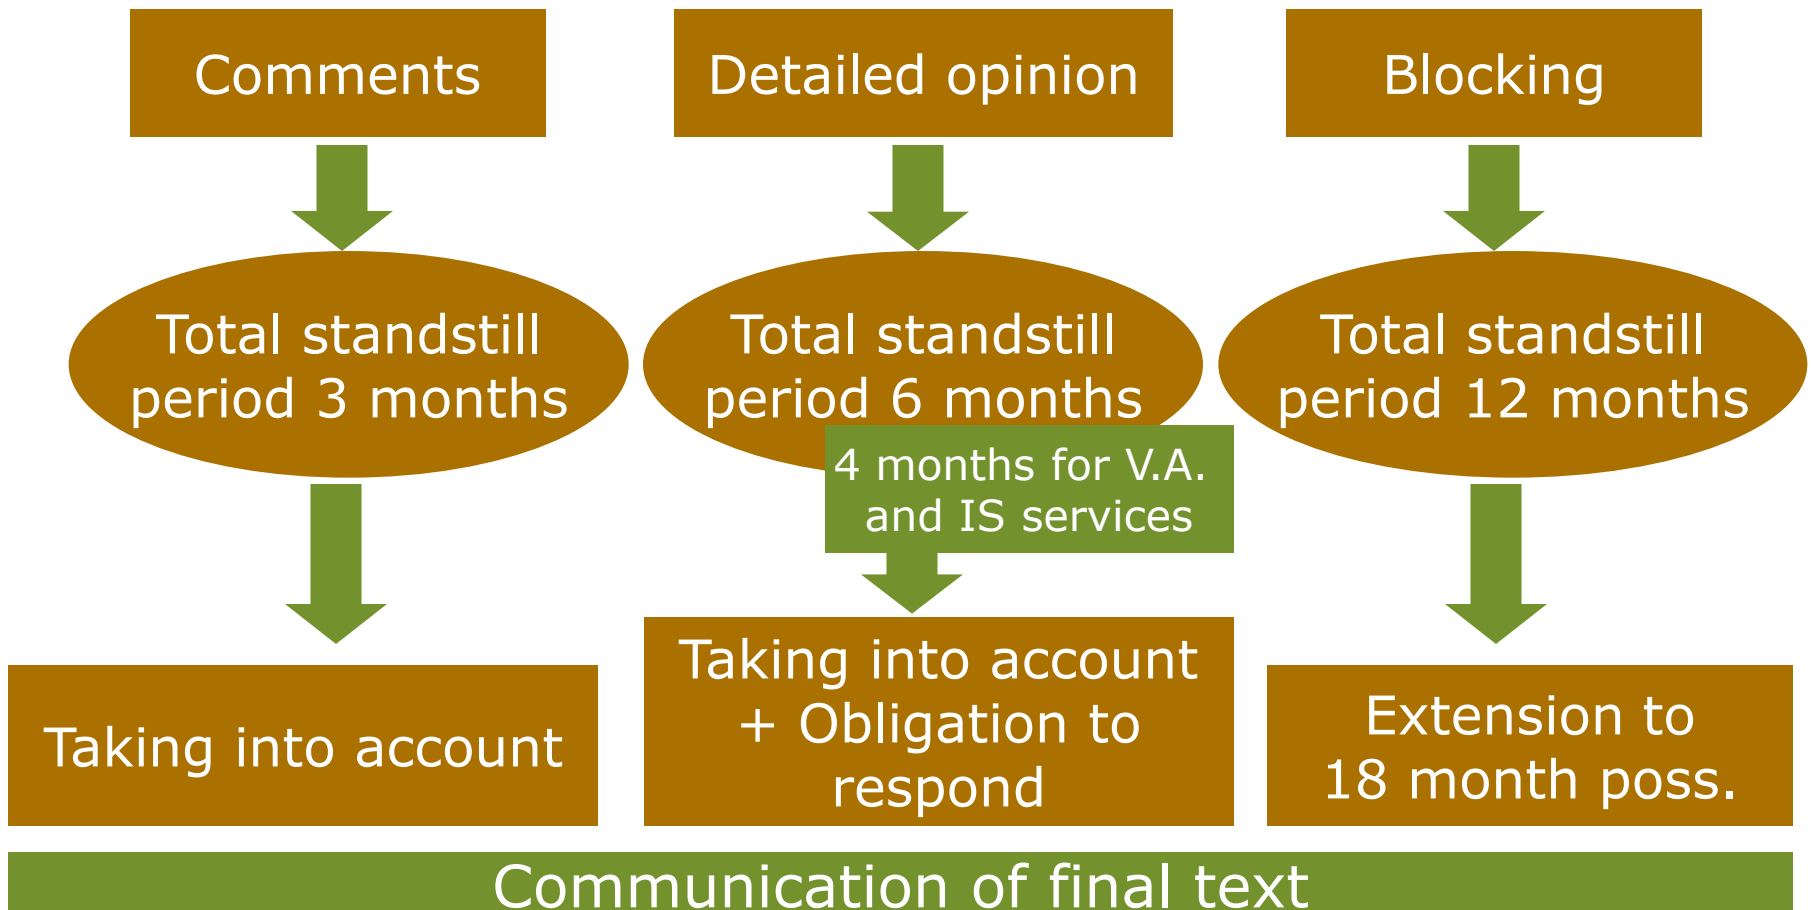 Comments
Detailed opinion
Blocking
Total standstill
period 3 months
Total standstill
period 6 months
Total standstill
period 12 months
4 months for V.A.
and IS services
Taking into account
Taking into account
+ Obligation to
respond
Extension to
18 month poss.
Communication of final text